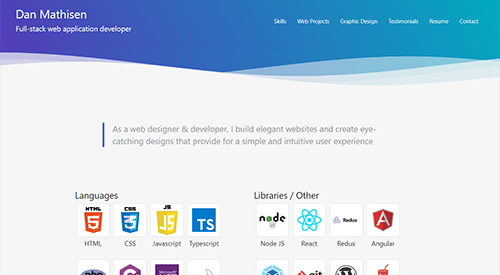 Dan Mathisen
Full-stack web application developer
Skills Web Projects Graphic Design Testimonials Resume Contact
As a web designer & developer, I build elegant websites and create eye-
catching designs that provide for a simple and intuitive user experience
Languages
Libraries / Other
HTML CSS JS TS node Redux A
HTML CSS Javascript Typescript Node JS React Redux Angular
php git